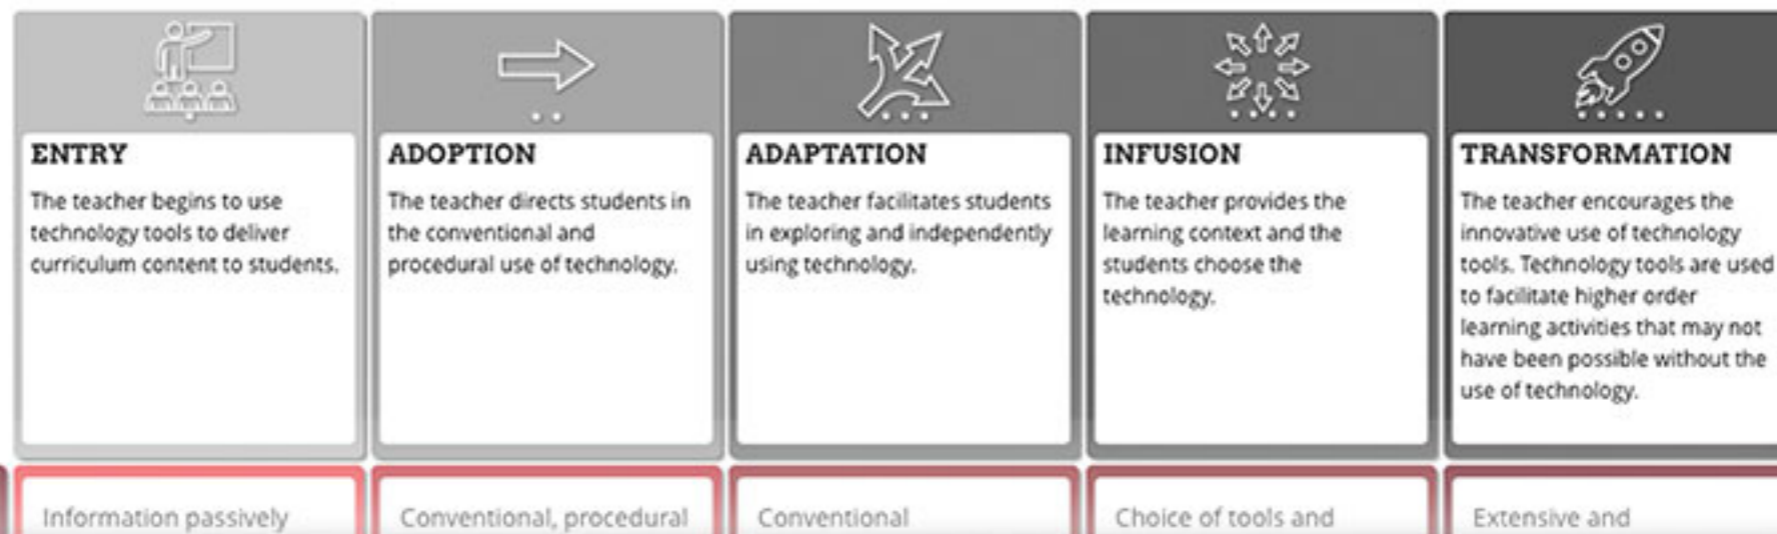 ENTRY
The teacher begins to use
technology tools to deliver
curriculum content to students.
ADOPTION
The teacher directs students in
the conventional and
procedural use of technology.
ADAPTATION
The teacher facilitates students
in exploring and independently
using technology.
INFUSION
The teacher provides the
learning context and the
students choose the
technology.
TRANSFORMATION
The teacher encourages the
innovative use of technology
tools. Technology tools are used
to facilitate higher order
learning activities that may not
have been possible without the
use of technology.
Information passively
Conventional, procedural
Conventional
Choice of tools and
Extensive and